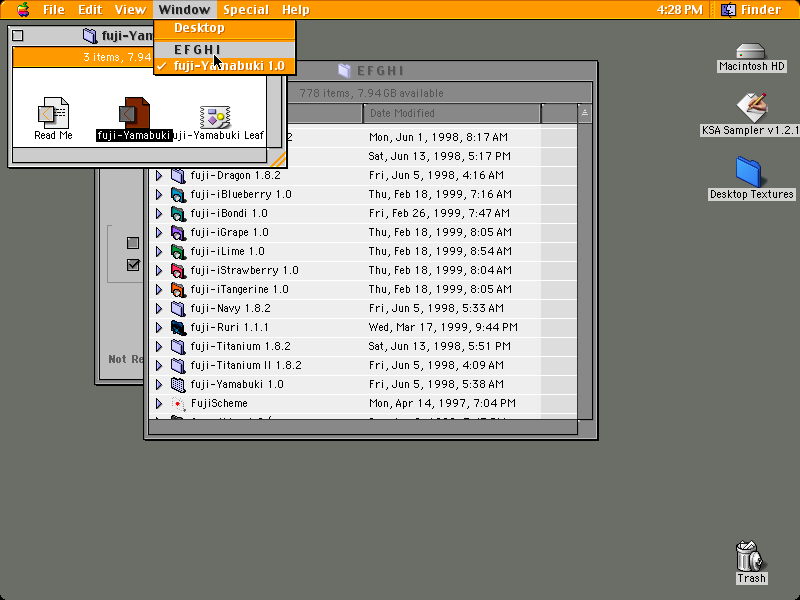 File Edit View Window Special Help 4:28 PM Finder
Desktop
E F G H I
fuji-Yamabuki 1.0
fuji-Yam
3 items, 7.94
Read Me
fuji-Yamabuki
uji-Yamabuki Leaf
E F G H I
778 items, 7.94 GB available
Date Modified
2 Mon, Jun 1, 1998, 8:17 AM
Sat, Jun 13, 1998, 5:17 PM
fuji-Dragon 1.8.2 Fri, Jun 5, 1998, 4:16 AM
fuji-iBlueberry 1.0 Thu, Feb 18, 1999, 7:16 AM
fuji-iBondi 1.0 Fri, Feb 26, 1999, 7:47 AM
fuji-iGrape 1.0 Thu, Feb 18, 1999, 8:05 AM
fuji-iLime 1.0 Thu, Feb 18, 1999, 8:54 AM
fuji-iStrawberry 1.0 Thu, Feb 18, 1999, 8:04 AM
fuji-iTangerine 1.0 Thu, Feb 18, 1999, 8:05 AM
fuji-Navy 1.8.2 Fri, Jun 5, 1998, 5:33 AM
fuji-Ruri 1.1.1 Wed, Mar 17, 1999, 9:44 PM
fuji-Titanium 1.8.2 Sat, Jun 13, 1998, 5:51 PM
fuji-Titanium II 1.8.2 Fri, Jun 5, 1998, 4:09 AM
fuji-Yamabuki 1.0 Fri, Jun 5, 1998, 5:38 AM
FujiScheme Mon, Apr 14, 1997, 7:04 PM
Not Re
Macintosh HD
KSA Sampler v1.2.1
Desktop Textures
Trash